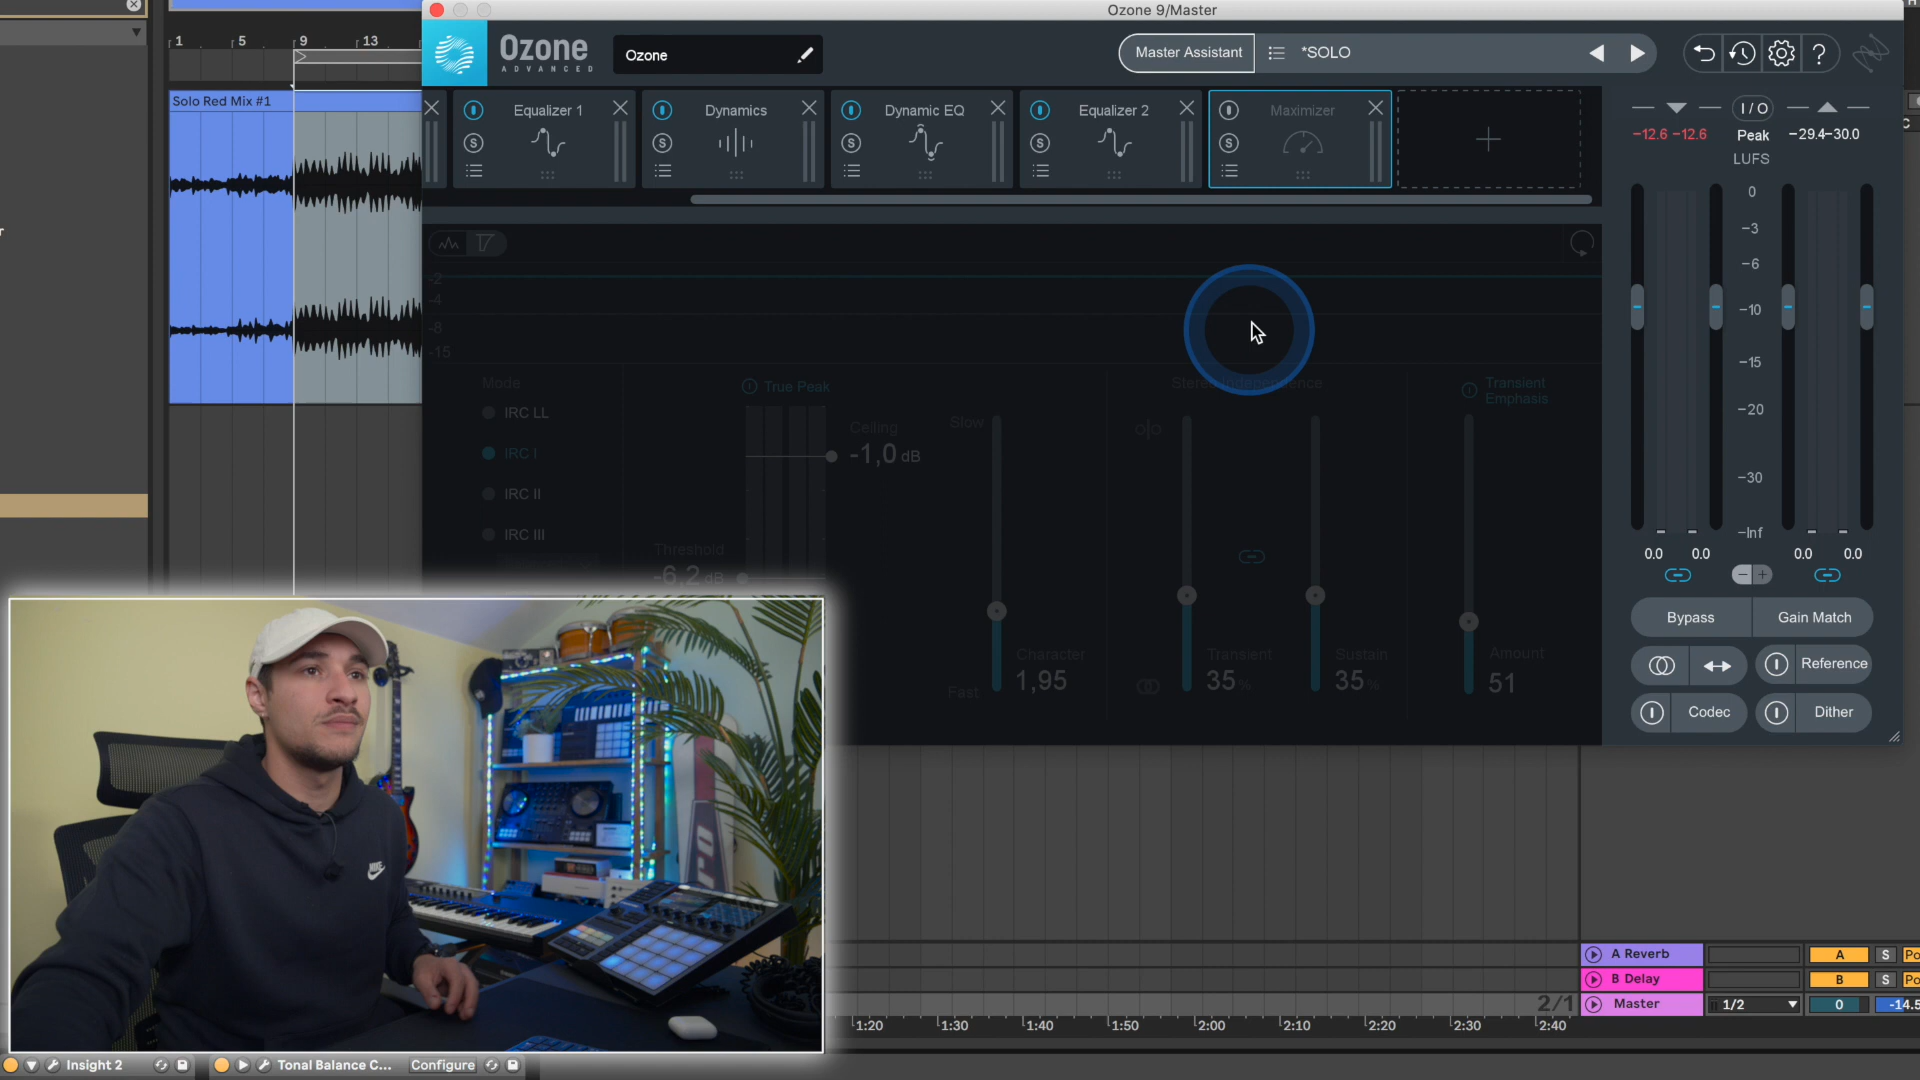 Ozone 9/Master
1 5 9 13
Ozone
ADVANCED
Ozone
Master Assistant
*SOLO
Solo Red Mix #1
Equalizer 1
Dynamics
Dynamic EQ
Equalizer 2
Maximizer
S S S S S
I/O
-12.6 -12.6 Peak -29.4 -30.0
LUFS
0
-3
-6
-10
-15
-20
-30
-Inf
0.0 0.0 0.0 0.0
-2
-4
-8
-15
Mode
IRC LL
IRC I
IRC II
IRC III
True Peak
Ceiling
-1,0 dB
Threshold
-6,2 dB
Slow
Fast
Character
1,95
Stereo Independence
Transient
35 %
Sustain
35 %
Transient
Emphasis
Amount
51
Bypass
Gain Match
Reference
Codec
Dither
A Reverb A S Po
B Delay B S Po
2/1 Master 1/2 0 -14.5
1:20 1:30 1:40 1:50 2:00 2:10 2:20 2:30 2:40
Insight 2
Tonal Balance C...
Configure